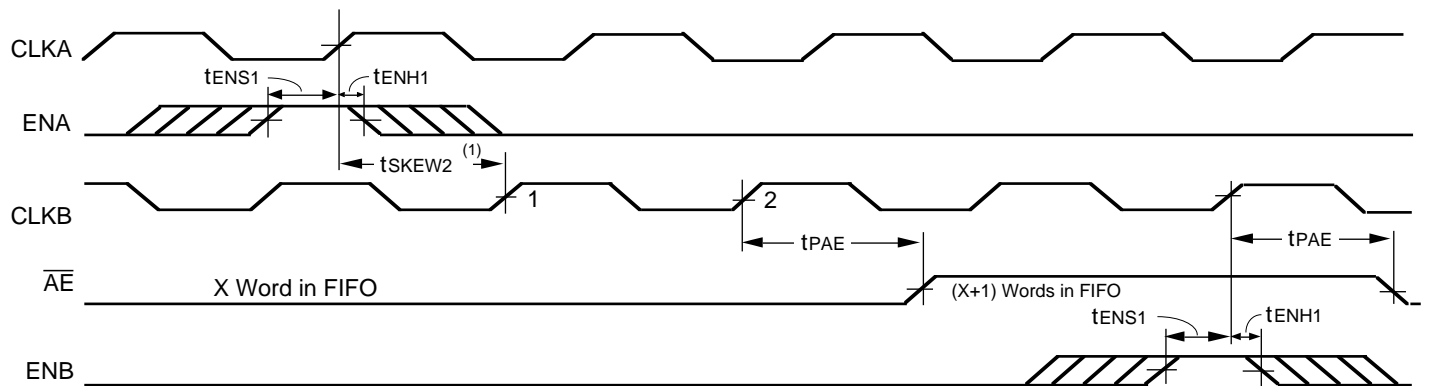 CLKA
tENS1
tENH1
ENA
tSKEW2 (1)
1
2
CLKB
tPAE
tPAE
AE
X Word in FIFO
(X+1) Words in FIFO
tENS1
tENH1
ENB